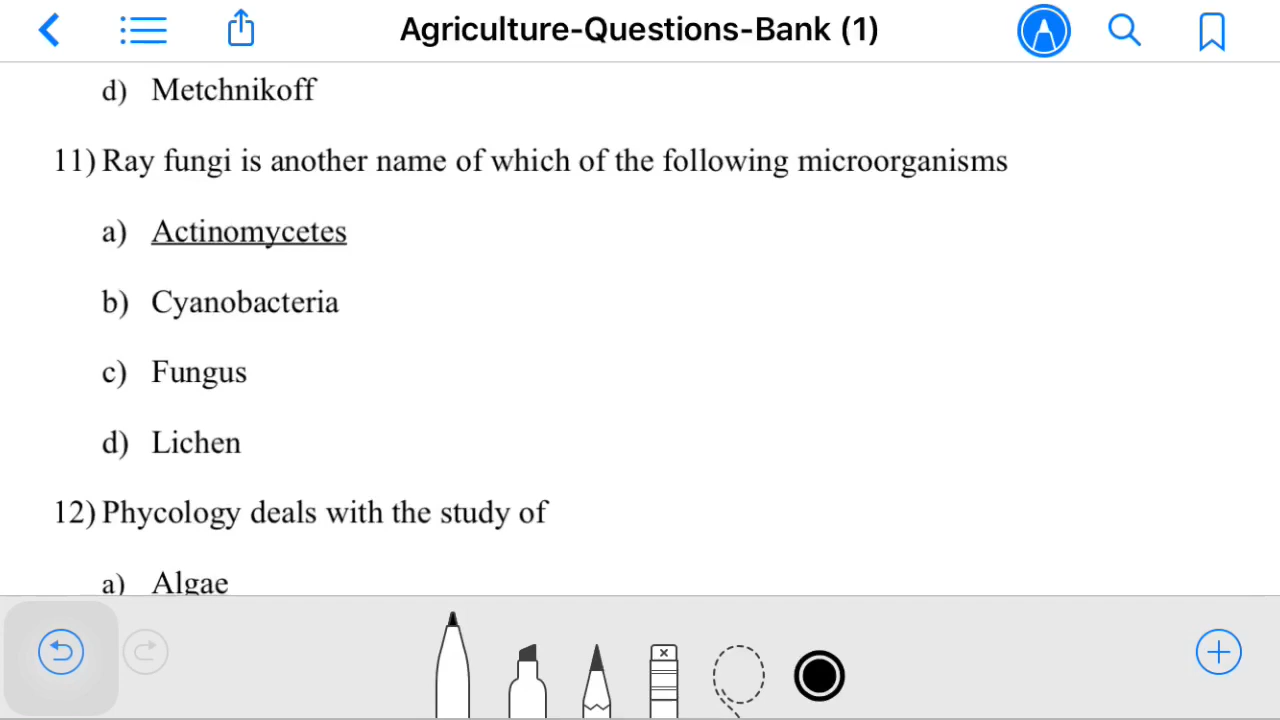 Agriculture-Questions-Bank (1)
d) Metchnikoff
11) Ray fungi is another name of which of the following microorganisms
a) Actinomycetes
b) Cyanobacteria
c) Fungus
d) Lichen
12) Phycology deals with the study of
a) Algae